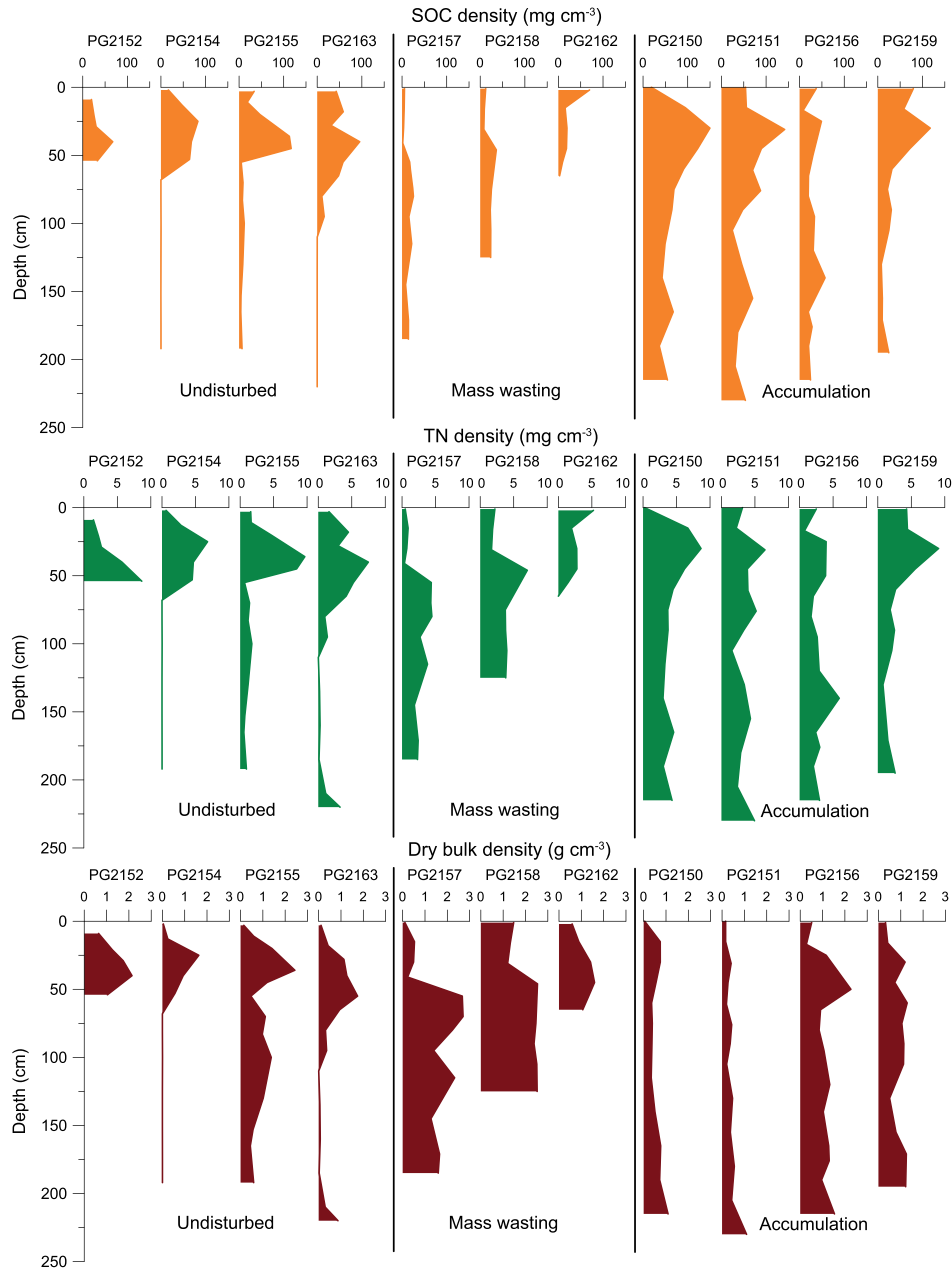 SOC density (mg cm⁻³)
PG2152 PG2154 PG2155 PG2163 PG2157 PG2158 PG2162 PG2150 PG2151 PG2156 PG2159
0 100 0 100 0 100 0 100 0 100 0 100 0 100 0 100 0 100 0 100 0 100
0
50
100
150
200
250
Depth (cm)
Undisturbed Mass wasting Accumulation
TN density (mg cm⁻³)
PG2152 PG2154 PG2155 PG2163 PG2157 PG2158 PG2162 PG2150 PG2151 PG2156 PG2159
0 5 10 0 5 10 0 5 10 0 5 10 0 5 10 0 5 10 0 5 10 0 5 10 0 5 10 0 5 10 0 5 10
0
50
100
150
200
250
Depth (cm)
Undisturbed Mass wasting Accumulation
Dry bulk density (g cm⁻³)
PG2152 PG2154 PG2155 PG2163 PG2157 PG2158 PG2162 PG2150 PG2151 PG2156 PG2159
0 1 2 3 0 1 2 3 0 1 2 3 0 1 2 3 0 1 2 3 0 1 2 3 0 1 2 3 0 1 2 3 0 1 2 3 0 1 2 3 0 1 2 3
0
50
100
150
200
250
Depth (cm)
Undisturbed Mass wasting Accumulation